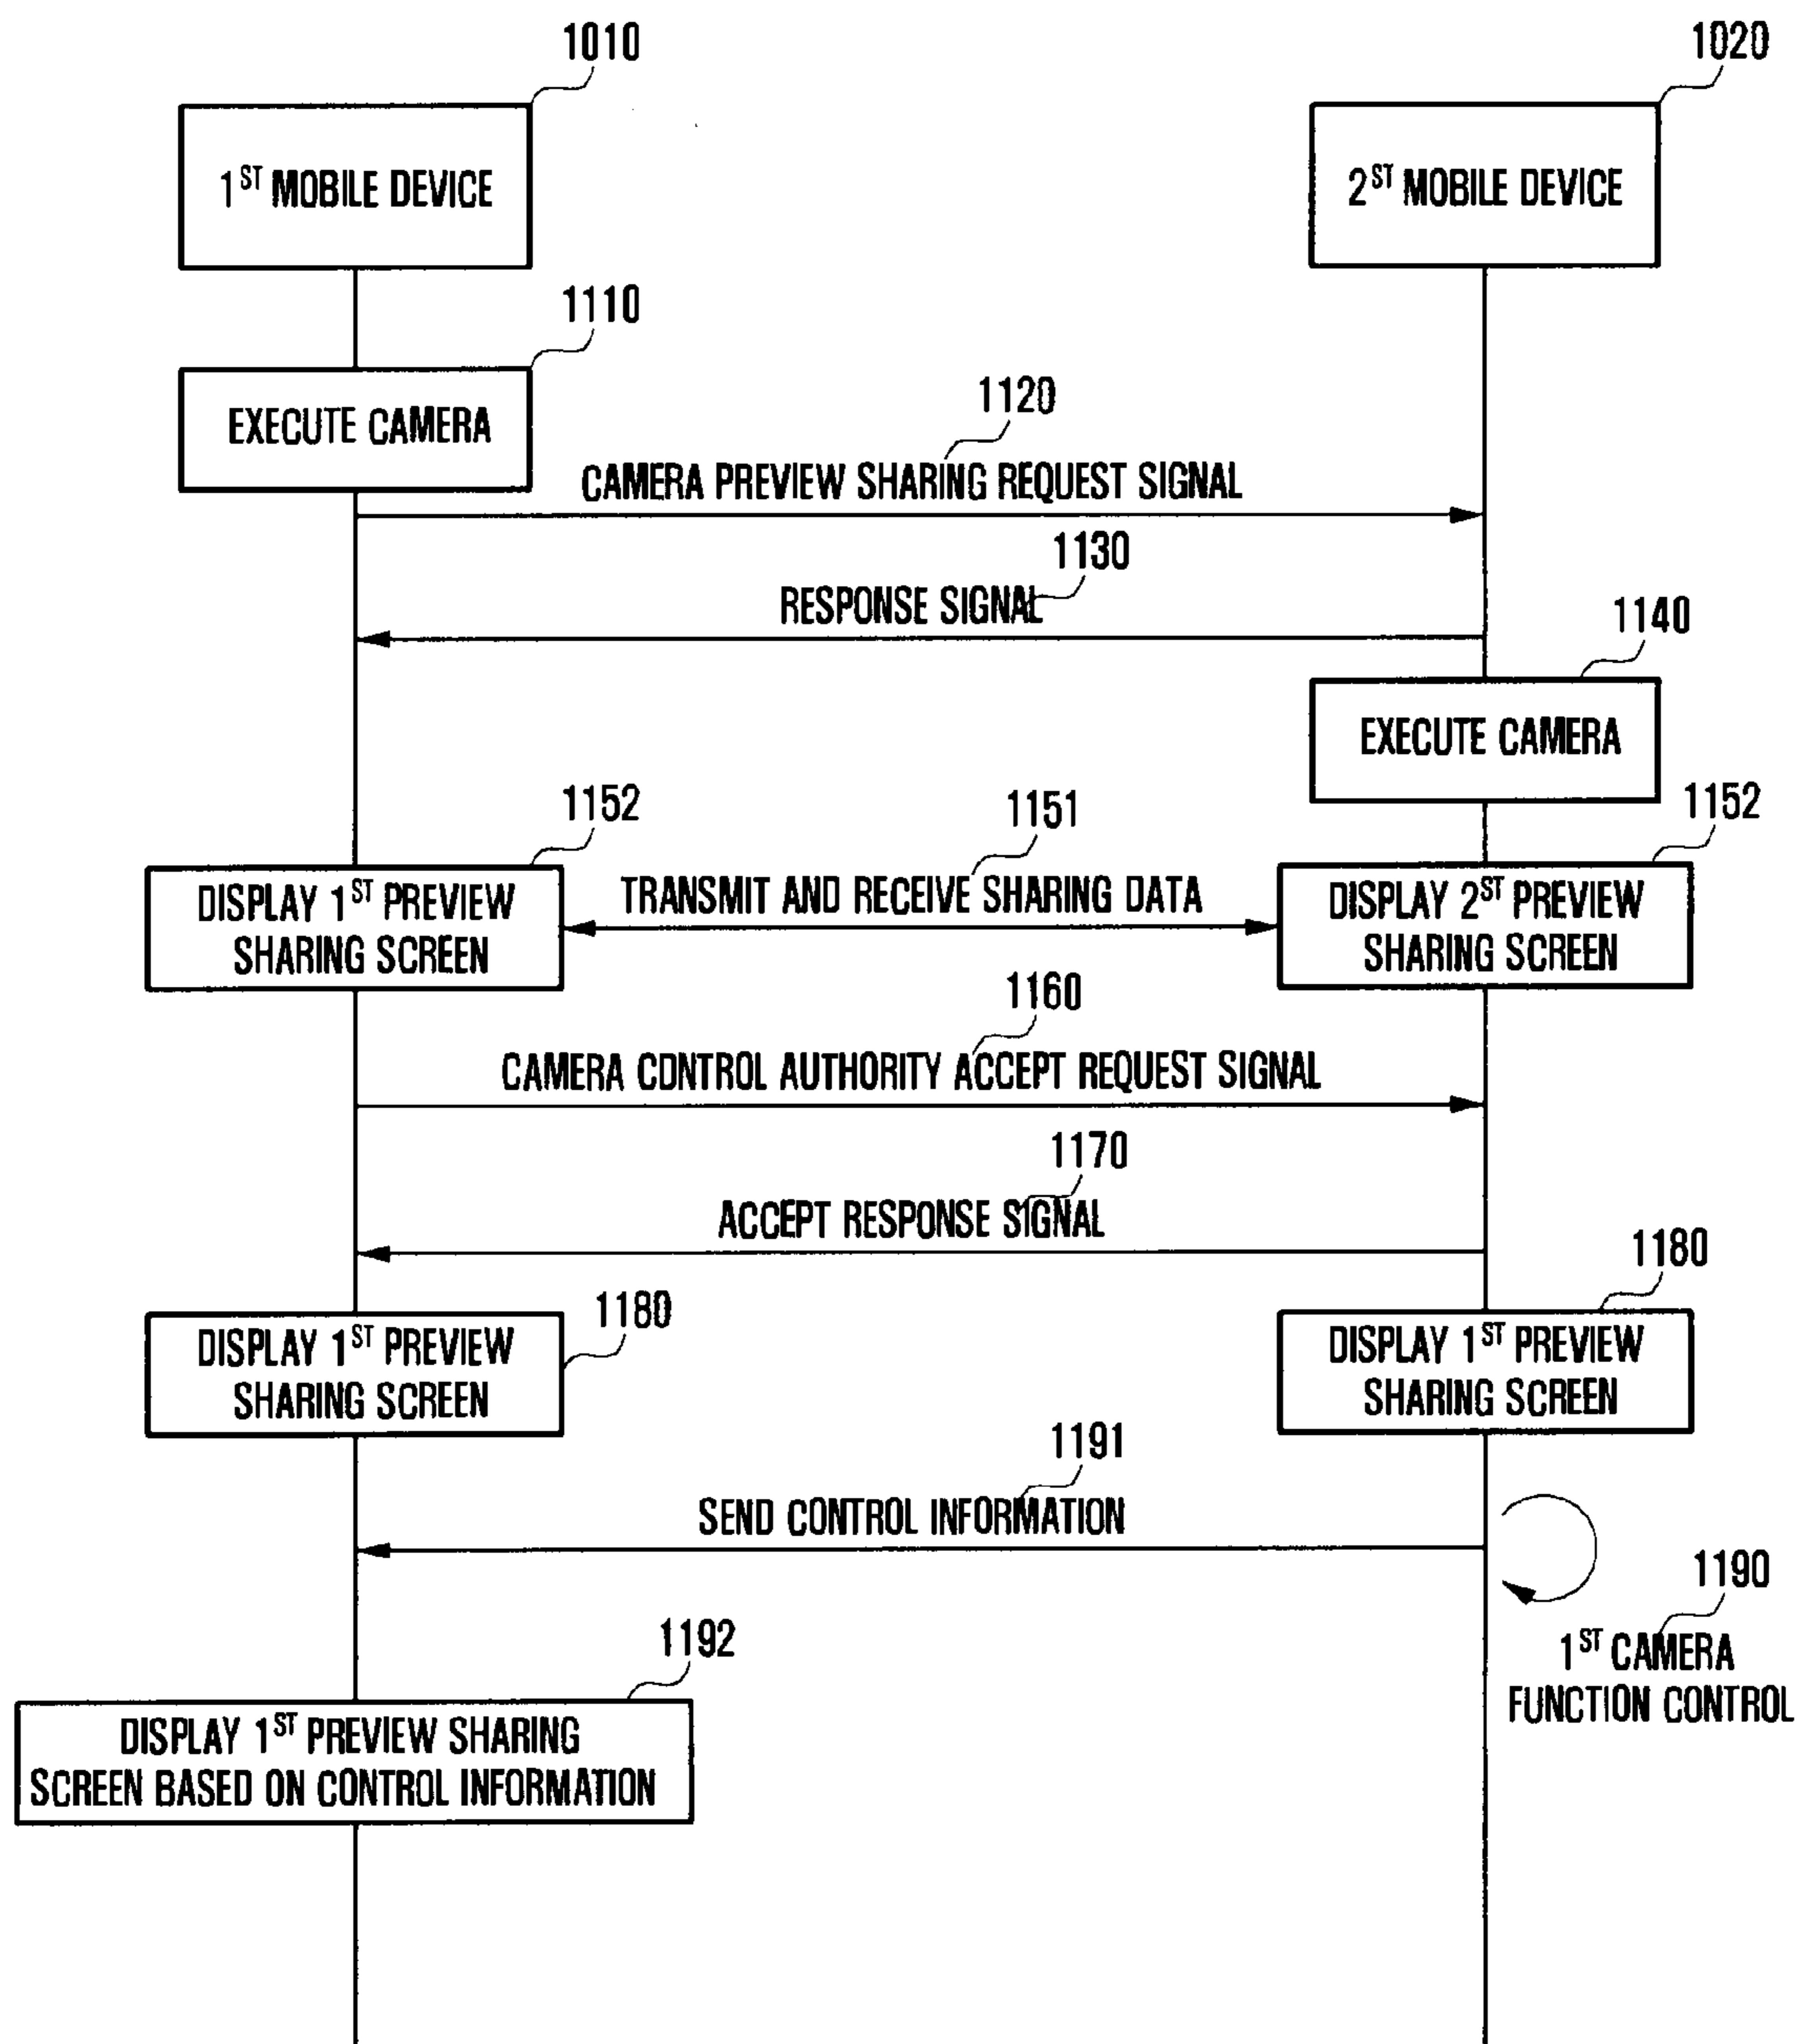 1010
1020
1ST MOBILE DEVICE
2ST MOBILE DEVICE
1110
EXECUTE CAMERA
1120
CAMERA PREVIEW SHARING REQUEST SIGNAL
1130
RESPONSE SIGNAL
1140
EXECUTE CAMERA
1152
1151
1152
DISPLAY 1ST PREVIEW
SHARING SCREEN
TRANSMIT AND RECEIVE SHARING DATA
DISPLAY 2ST PREVIEW
SHARING SCREEN
1160
CAMERA CONTROL AUTHORITY ACCEPT REQUEST SIGNAL
1170
ACCEPT RESPONSE SIGNAL
1180
1180
DISPLAY 1ST PREVIEW
SHARING SCREEN
DISPLAY 1ST PREVIEW
SHARING SCREEN
1191
SEND CONTROL INFORMATION
1190
1ST CAMERA
FUNCTION CONTROL
1192
DISPLAY 1ST PREVIEW SHARING
SCREEN BASED ON CONTROL INFORMATION